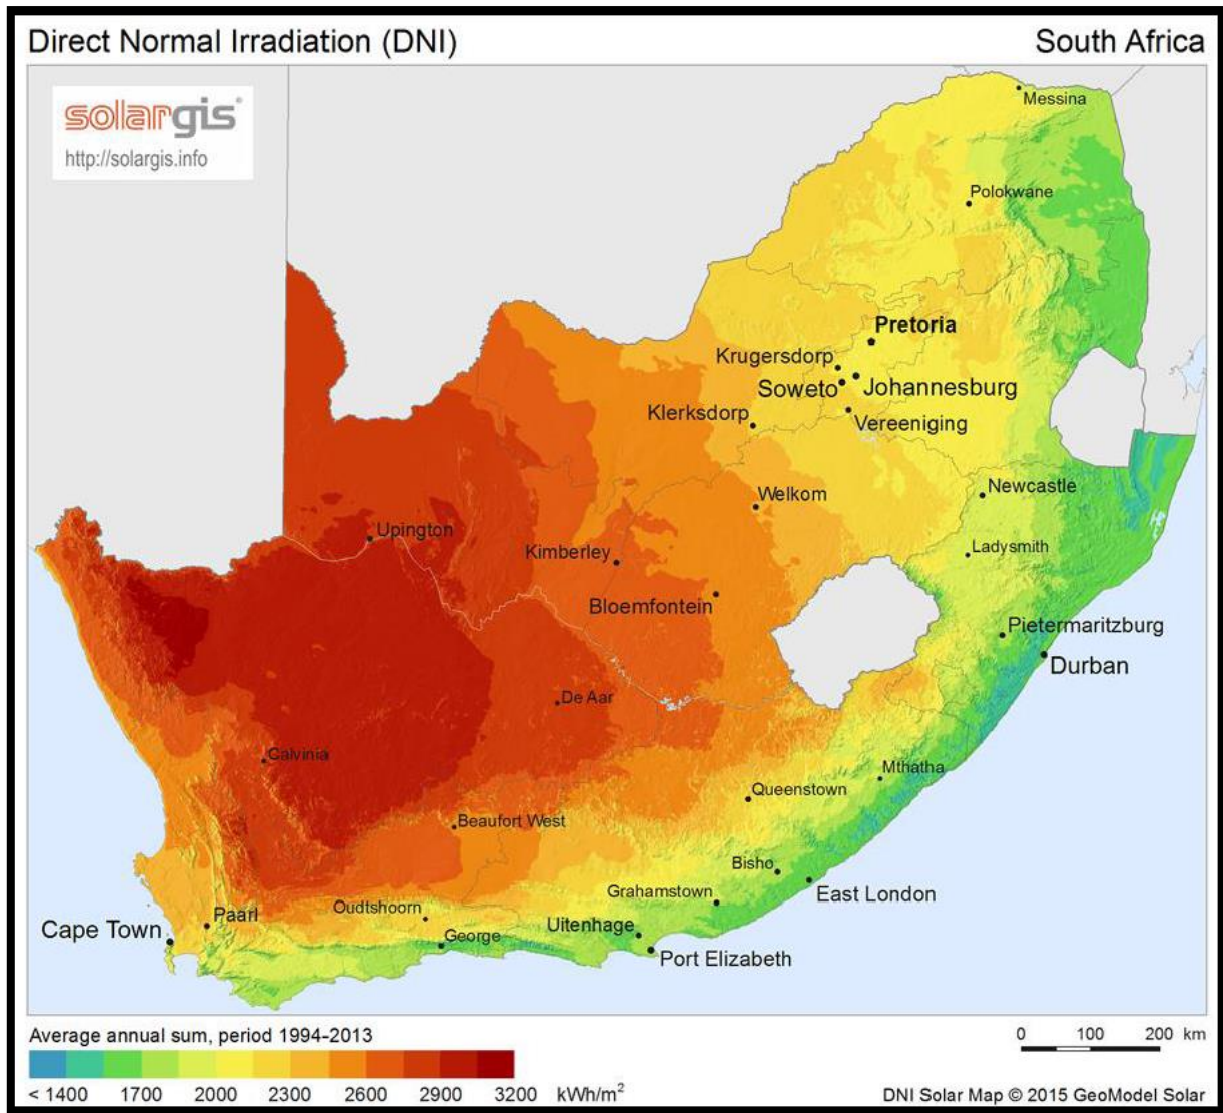 Direct Normal Irradiation (DNI)
South Africa
solargis®
http://solargis.info
Messina
Polokwane
Pretoria
Krugersdorp
Soweto
Johannesburg
Klerksdorp
Vereeniging
Welkom
Newcastle
Upington
Kimberley
Ladysmith
Bloemfontein
Pietermaritzburg
Durban
De Aar
Calvinia
Mthatha
Queenstown
Beaufort West
Bisho
East London
Grahamstown
Oudtshoorn
Paarl
Cape Town
Uitenhage
George
Port Elizabeth
Average annual sum, period 1994-2013
0 100 200 km
< 1400 1700 2000 2300 2600 2900 3200 kWh/m²
DNI Solar Map © 2015 GeoModel Solar